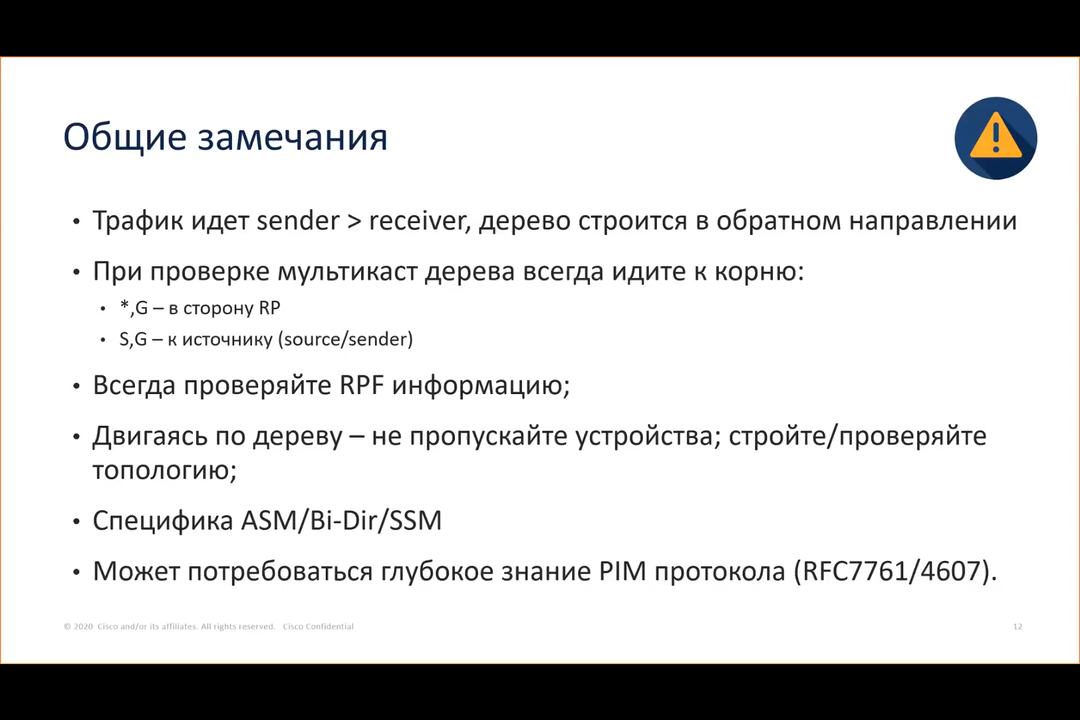 Общие замечания
• Трафик идет sender > receiver, дерево строится в обратном направлении
• При проверке мультикаст дерева всегда идите к корню:
• *,G – в сторону RP
• S,G – к источнику (source/sender)
• Всегда проверяйте RPF информацию;
• Двигаясь по дереву – не пропускайте устройства; стройте/проверяйте
топологию;
• Специфика ASM/Bi-Dir/SSM
• Может потребоваться глубокое знание PIM протокола (RFC7761/4607).
© 2020 Cisco and/or its affiliates. All rights reserved. Cisco Confidential
12